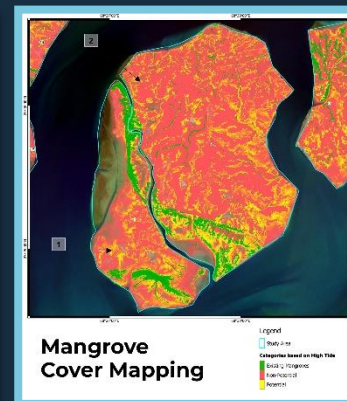 2
1
Mangrove
Cover Mapping
Legend
Study Area
Categories based on High Tide
Existing Mangroves
Non-Potential
Potential